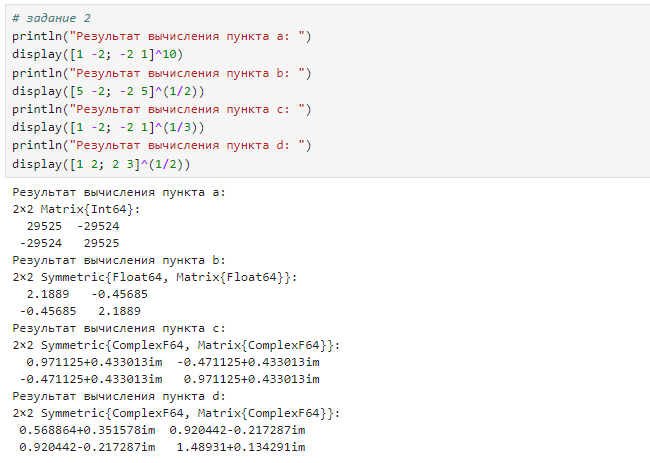 # задание 2
println("Результат вычисления пункта a: ")
display([1 -2; -2 1]^10)
println("Результат вычисления пункта b: ")
display([5 -2; -2 5]^(1/2))
println("Результат вычисления пункта c: ")
display([1 -2; -2 1]^(1/3))
println("Результат вычисления пункта d: ")
display([1 2; 2 3]^(1/2))
Результат вычисления пункта a:
2×2 Matrix{Int64}:
29525 -29524
-29524 29525
Результат вычисления пункта b:
2×2 Symmetric{Float64, Matrix{Float64}}:
2.1889 -0.45685
-0.45685 2.1889
Результат вычисления пункта c:
2×2 Symmetric{ComplexF64, Matrix{ComplexF64}}:
0.971125+0.433013im -0.471125+0.433013im
-0.471125+0.433013im 0.971125+0.433013im
Результат вычисления пункта d:
2×2 Symmetric{ComplexF64, Matrix{ComplexF64}}:
0.568864+0.351578im 0.920442-0.217287im
0.920442-0.217287im 1.48931+0.134291im